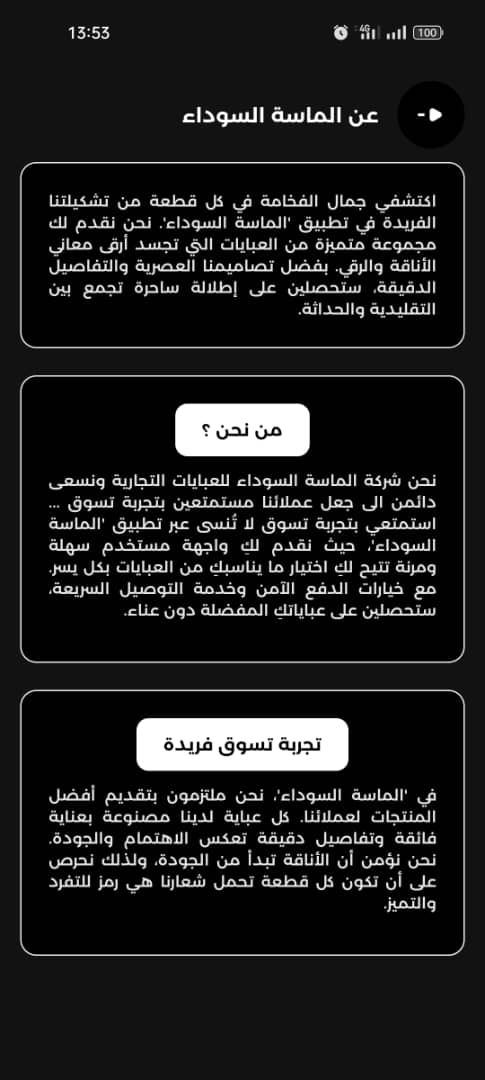 13:53
4G
100
عن الماسة السوداء
اكتشفي جمال الفخامة في كل قطعة من تشكيلتنا
الفريدة في تطبيق 'الماسة السوداء'. نحن نقدم لك
مجموعة متميزة من العبايات التي تجسد أرقى معاني
الأناقة والرقي. بفضل تصاميمنا العصرية والتفاصيل
الدقيقة، ستحصلين على إطلالة ساحرة تجمع بين
التقليدية والحداثة.
من نحن ؟
نحن شركة الماسة السوداء للعبايات التجارية ونسعى
دائمن الى جعل عملائنا مستمتعين بتجربة تسوق ...
استمتعي بتجربة تسوق لا تُنسى عبر تطبيق 'الماسة
السوداء'، حيث نقدم لكِ واجهة مستخدم سهلة
ومرنة تتيح لكِ اختيار ما يناسبكِ من العبايات بكل يسر.
مع خيارات الدفع الآمن وخدمة التوصيل السريعة،
ستحصلين على عباياتكِ المفضلة دون عناء.
تجربة تسوق فريدة
في 'الماسة السوداء'، نحن ملتزمون بتقديم أفضل
المنتجات لعملائنا. كل عباية لدينا مصنوعة بعناية
فائقة وتفاصيل دقيقة تعكس الاهتمام والجودة.
نحن نؤمن أن الأناقة تبدأ من الجودة، ولذلك نحرص
على أن تكون كل قطعة تحمل شعارنا هي رمز للتفرد
والتميز.